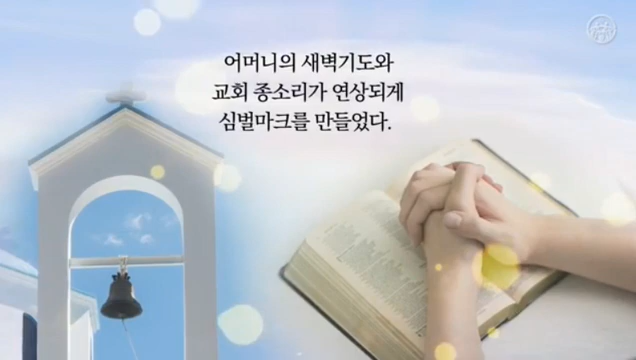 어머니의 새벽기도와
교회 종소리가 연상되게
심벌마크를 만들었다.